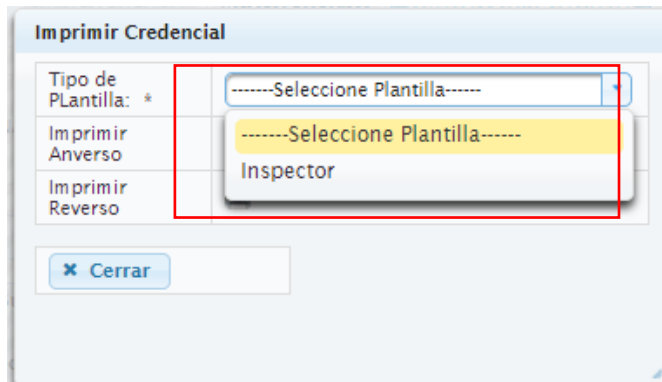 Imprimir Credencial
Tipo de
PLantilla: *
-------Seleccione Plantilla------
Imprimir
Anverso
-------Seleccione Plantilla------
Inspector
Imprimir
Reverso
Cerrar